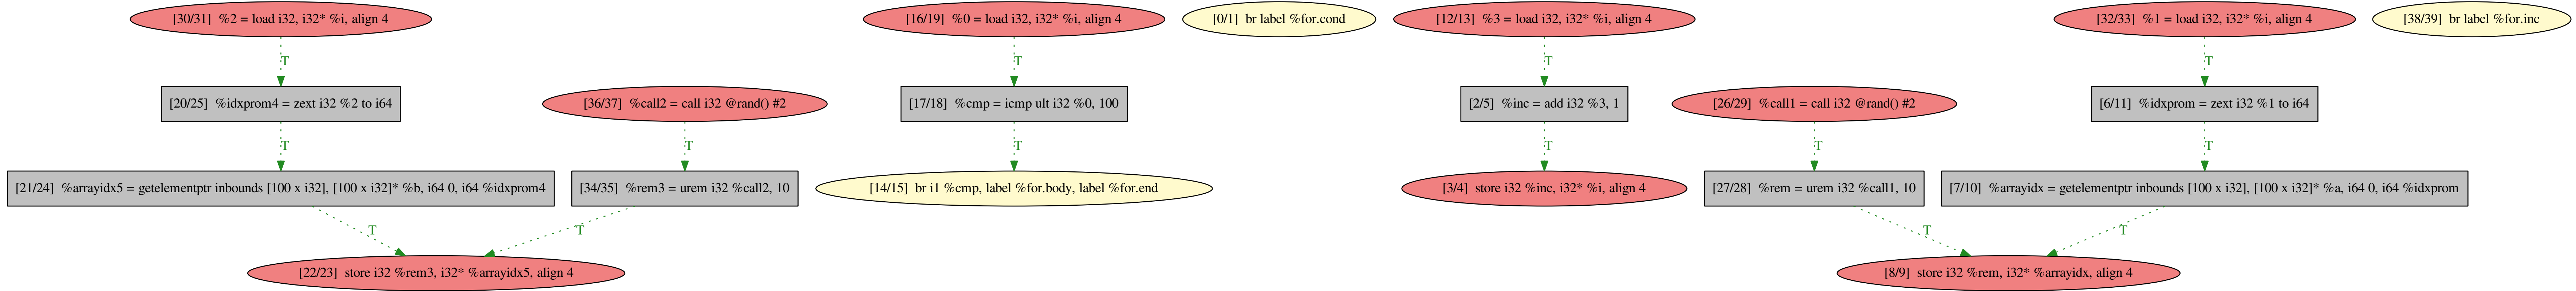 [30/31]  %2 = load i32, i32* %i, align 4
[16/19]  %0 = load i32, i32* %i, align 4
[0/1]  br label %for.cond
[12/13]  %3 = load i32, i32* %i, align 4
[32/33]  %1 = load i32, i32* %i, align 4
[38/39]  br label %for.inc
T
T
T
T
[20/25]  %idxprom4 = zext i32 %2 to i64
[36/37]  %call2 = call i32 @rand() #2
[17/18]  %cmp = icmp ult i32 %0, 100
[2/5]  %inc = add i32 %3, 1
[26/29]  %call1 = call i32 @rand() #2
[6/11]  %idxprom = zext i32 %1 to i64
T
T
T
T
T
T
[21/24]  %arrayidx5 = getelementptr inbounds [100 x i32], [100 x i32]* %b, i64 0, i64 %idxprom4
[34/35]  %rem3 = urem i32 %call2, 10
[14/15]  br i1 %cmp, label %for.body, label %for.end
[3/4]  store i32 %inc, i32* %i, align 4
[27/28]  %rem = urem i32 %call1, 10
[7/10]  %arrayidx = getelementptr inbounds [100 x i32], [100 x i32]* %a, i64 0, i64 %idxprom
T
T
T
T
[22/23]  store i32 %rem3, i32* %arrayidx5, align 4
[8/9]  store i32 %rem, i32* %arrayidx, align 4